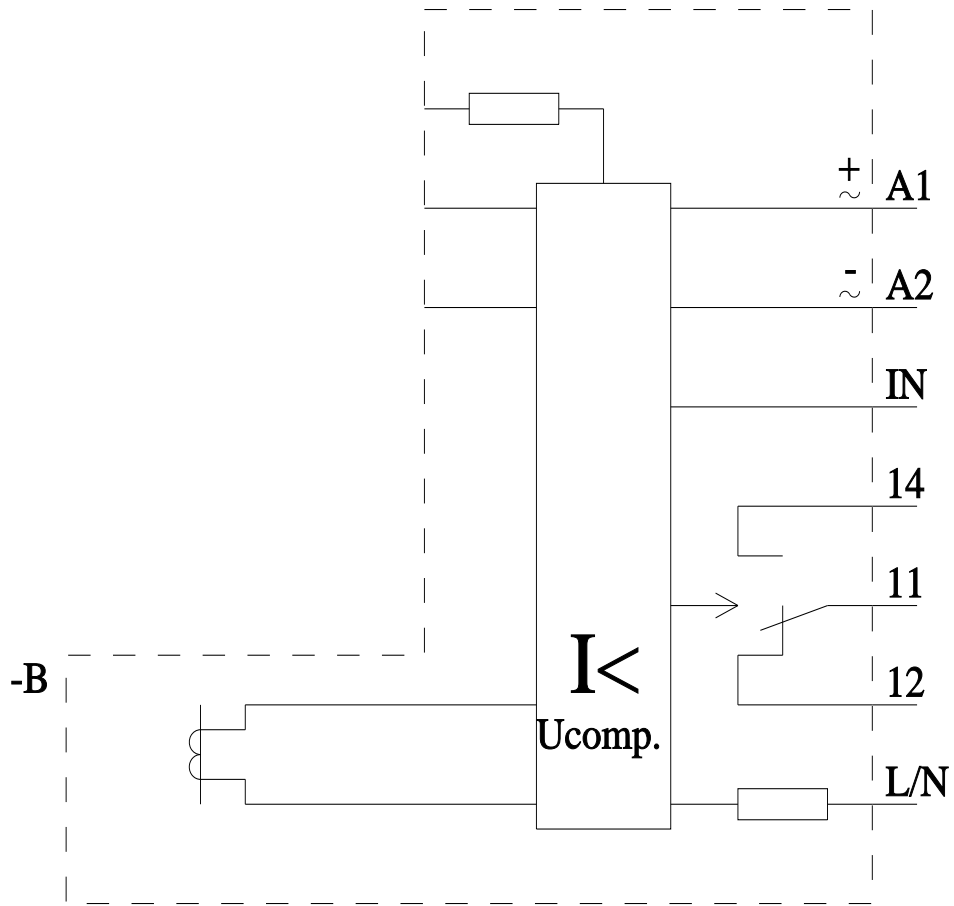 +
~ A1
-
~ A2
IN
14
11
I<
-B
12
Ucomp.
L/N